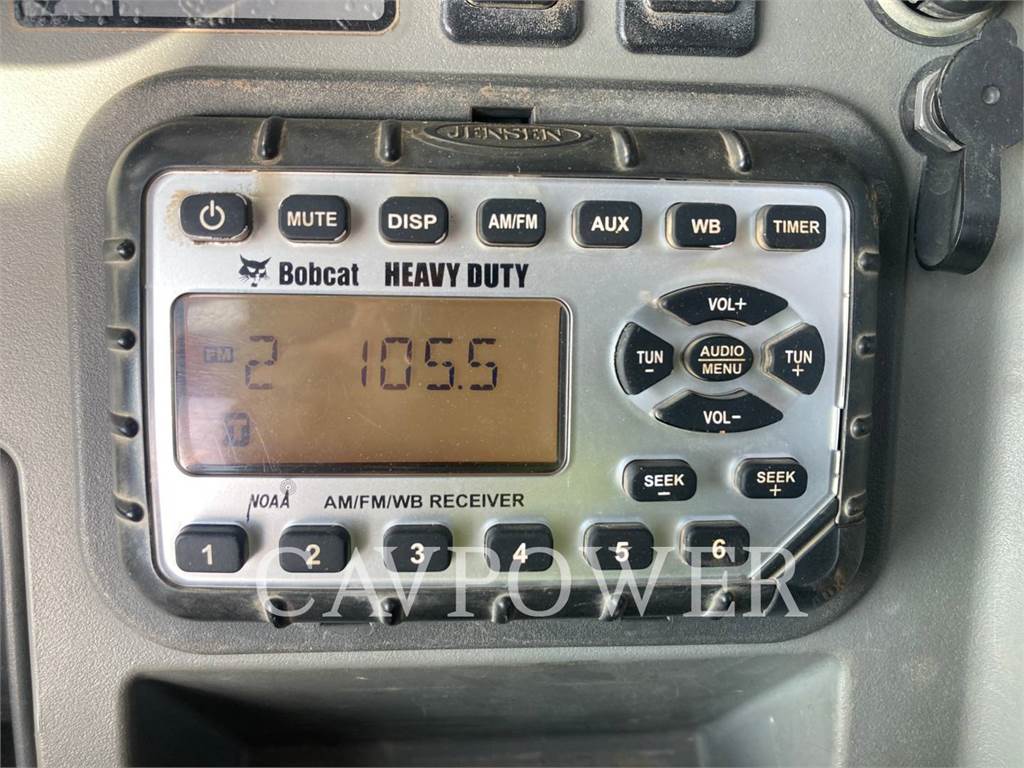 JENSEN
MUTE DISP AM/FM AUX WB TIMER
Bobcat HEAVY DUTY
VOL+
FM 2 105.5
TUN - AUDIO MENU TUN +
VOL-
SEEK - SEEK +
NOAA AM/FM/WB RECEIVER
1 2 3 4 5 6
CAVPOWER